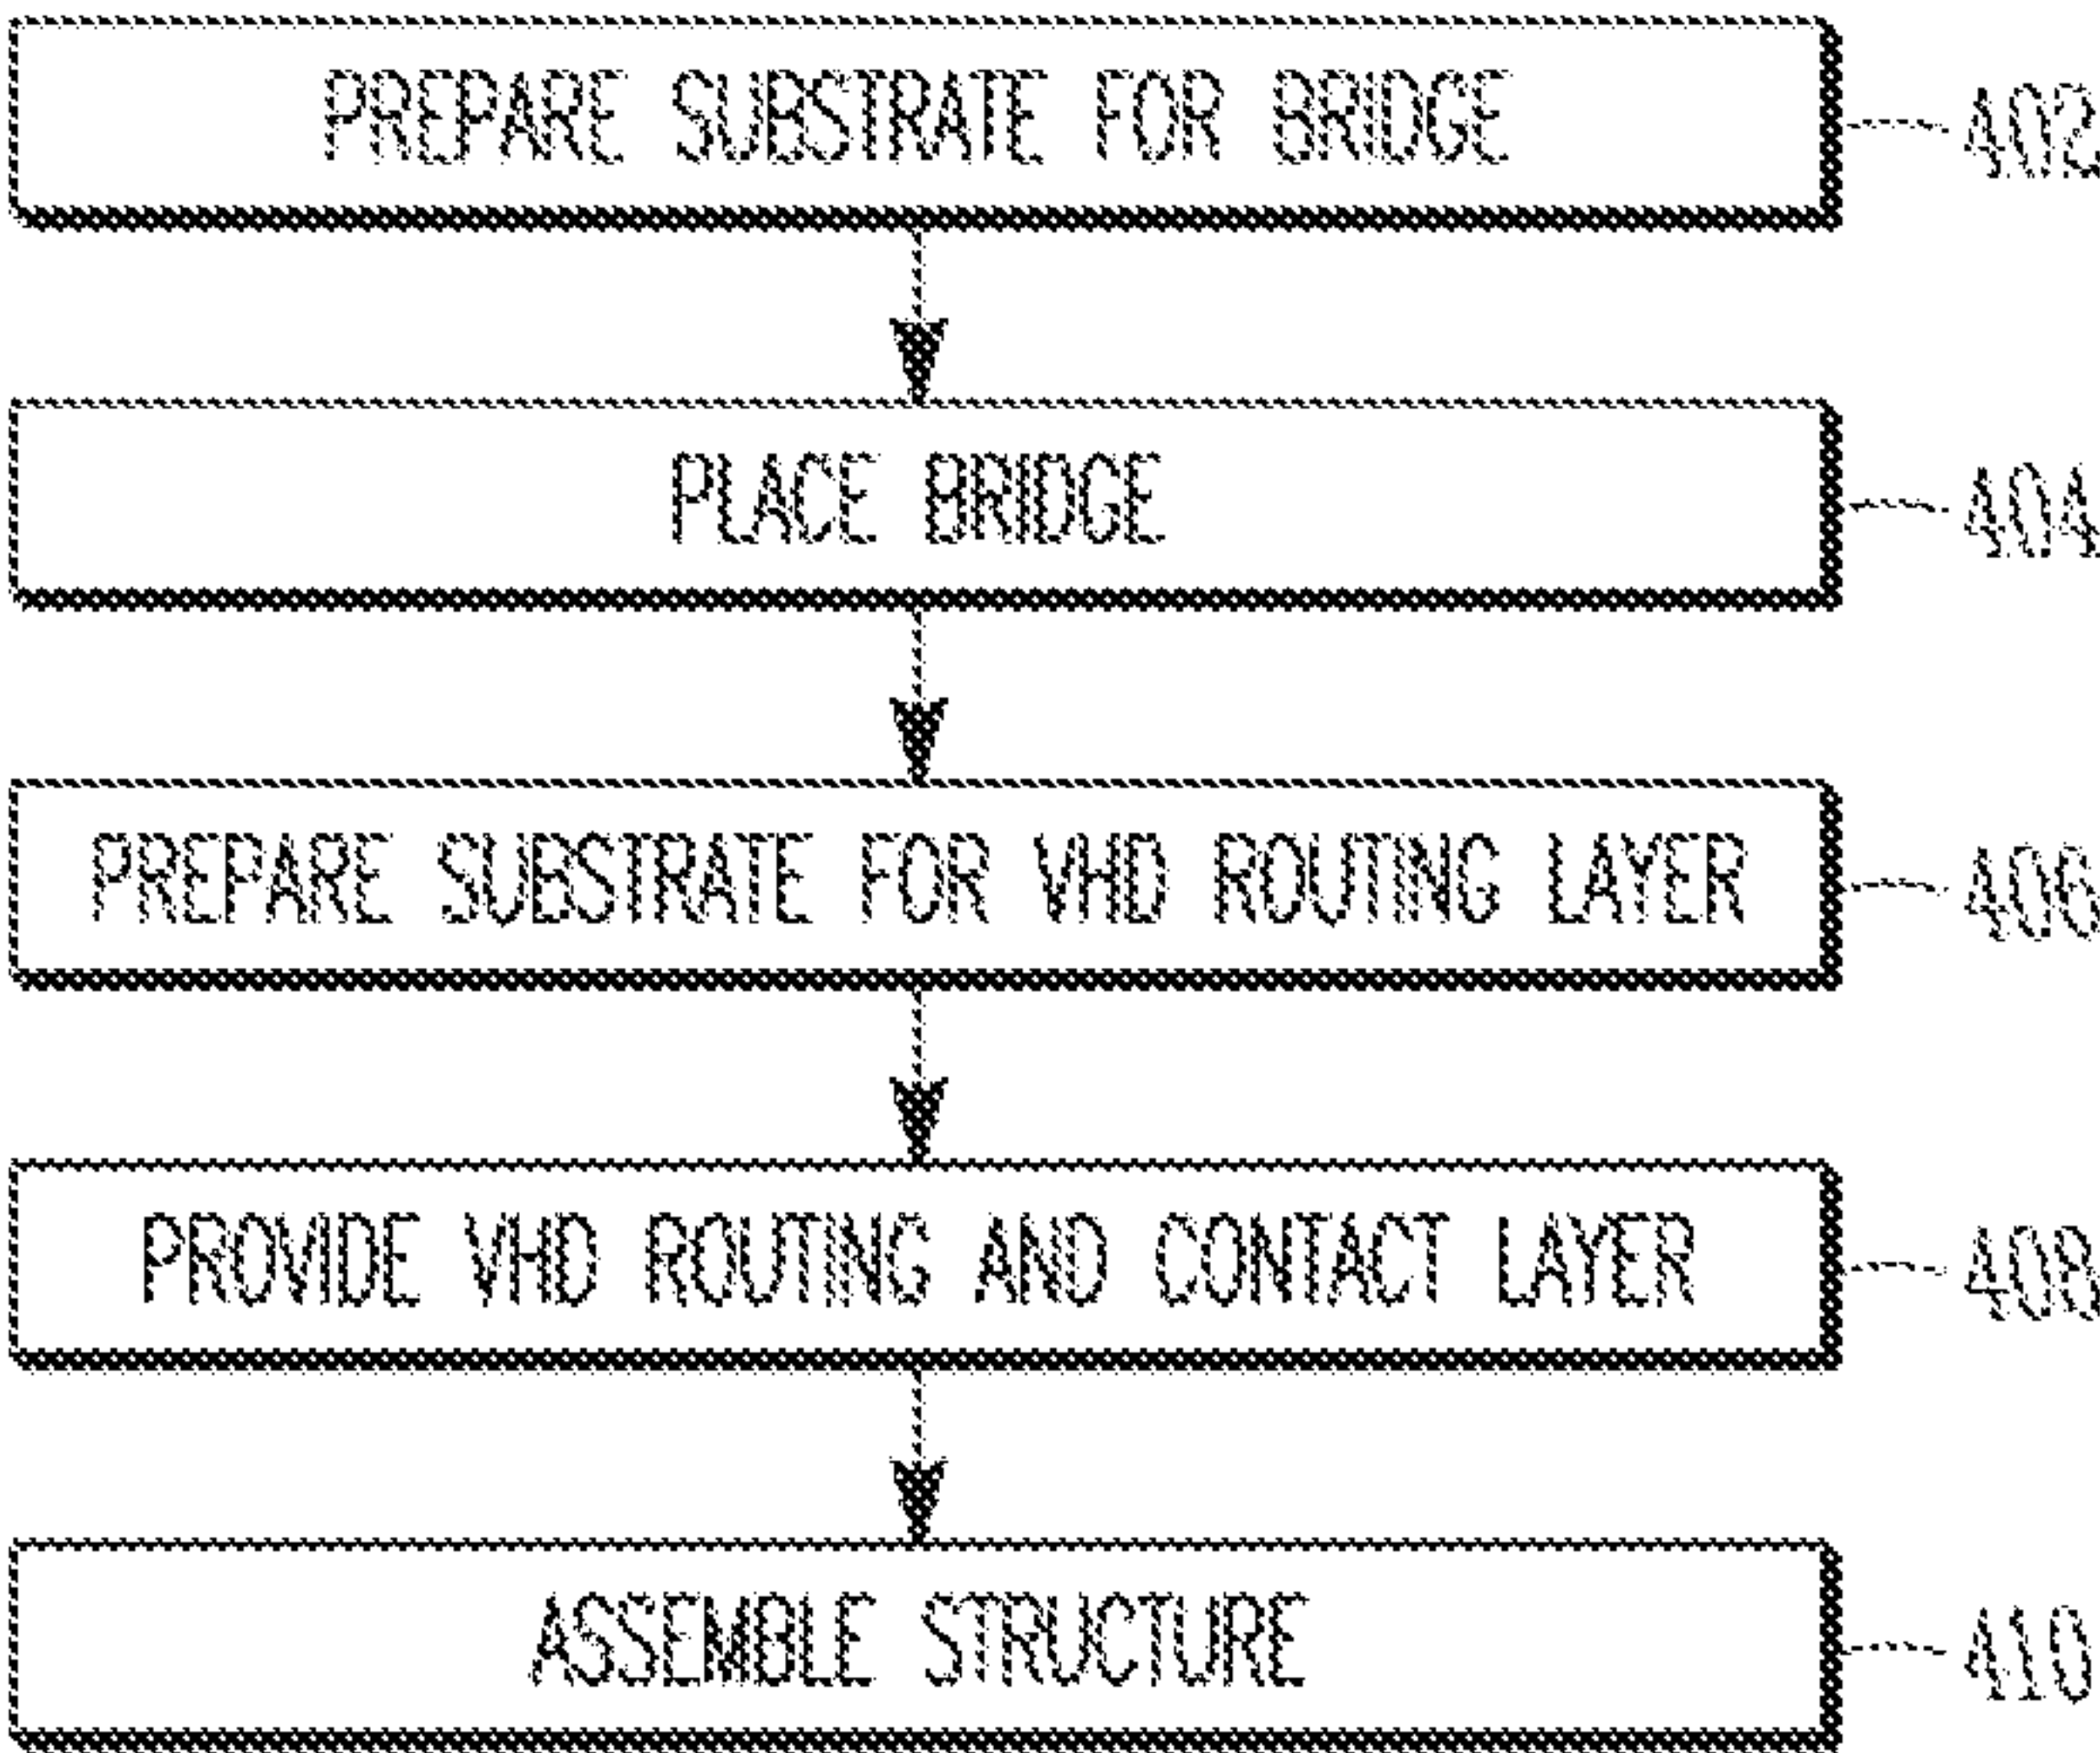 PREPARE SUBSTRATE FOR BRIDGE 402
PLACE BRIDGE 404
PREPARE SUBSTRATE FOR VHD ROUTING LAYER 406
PROVIDE VHD ROUTING AND CONTACT LAYER 408
ASSEMBLE STRUCTURE 410